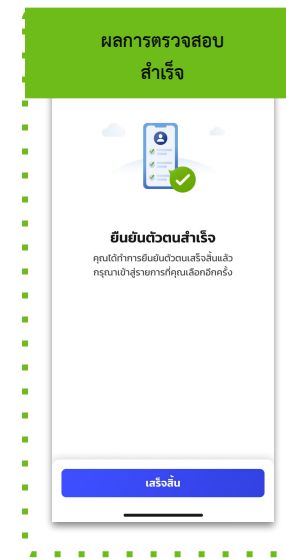 ผลการตรวจสอบ
สำเร็จ
ยืนยันตัวตนสำเร็จ
คุณได้ทำการยืนยันตัวตนเสร็จสิ้นแล้ว
กรุณาเข้าสู่รายการที่คุณเลือกอีกครั้ง
เสร็จสิ้น